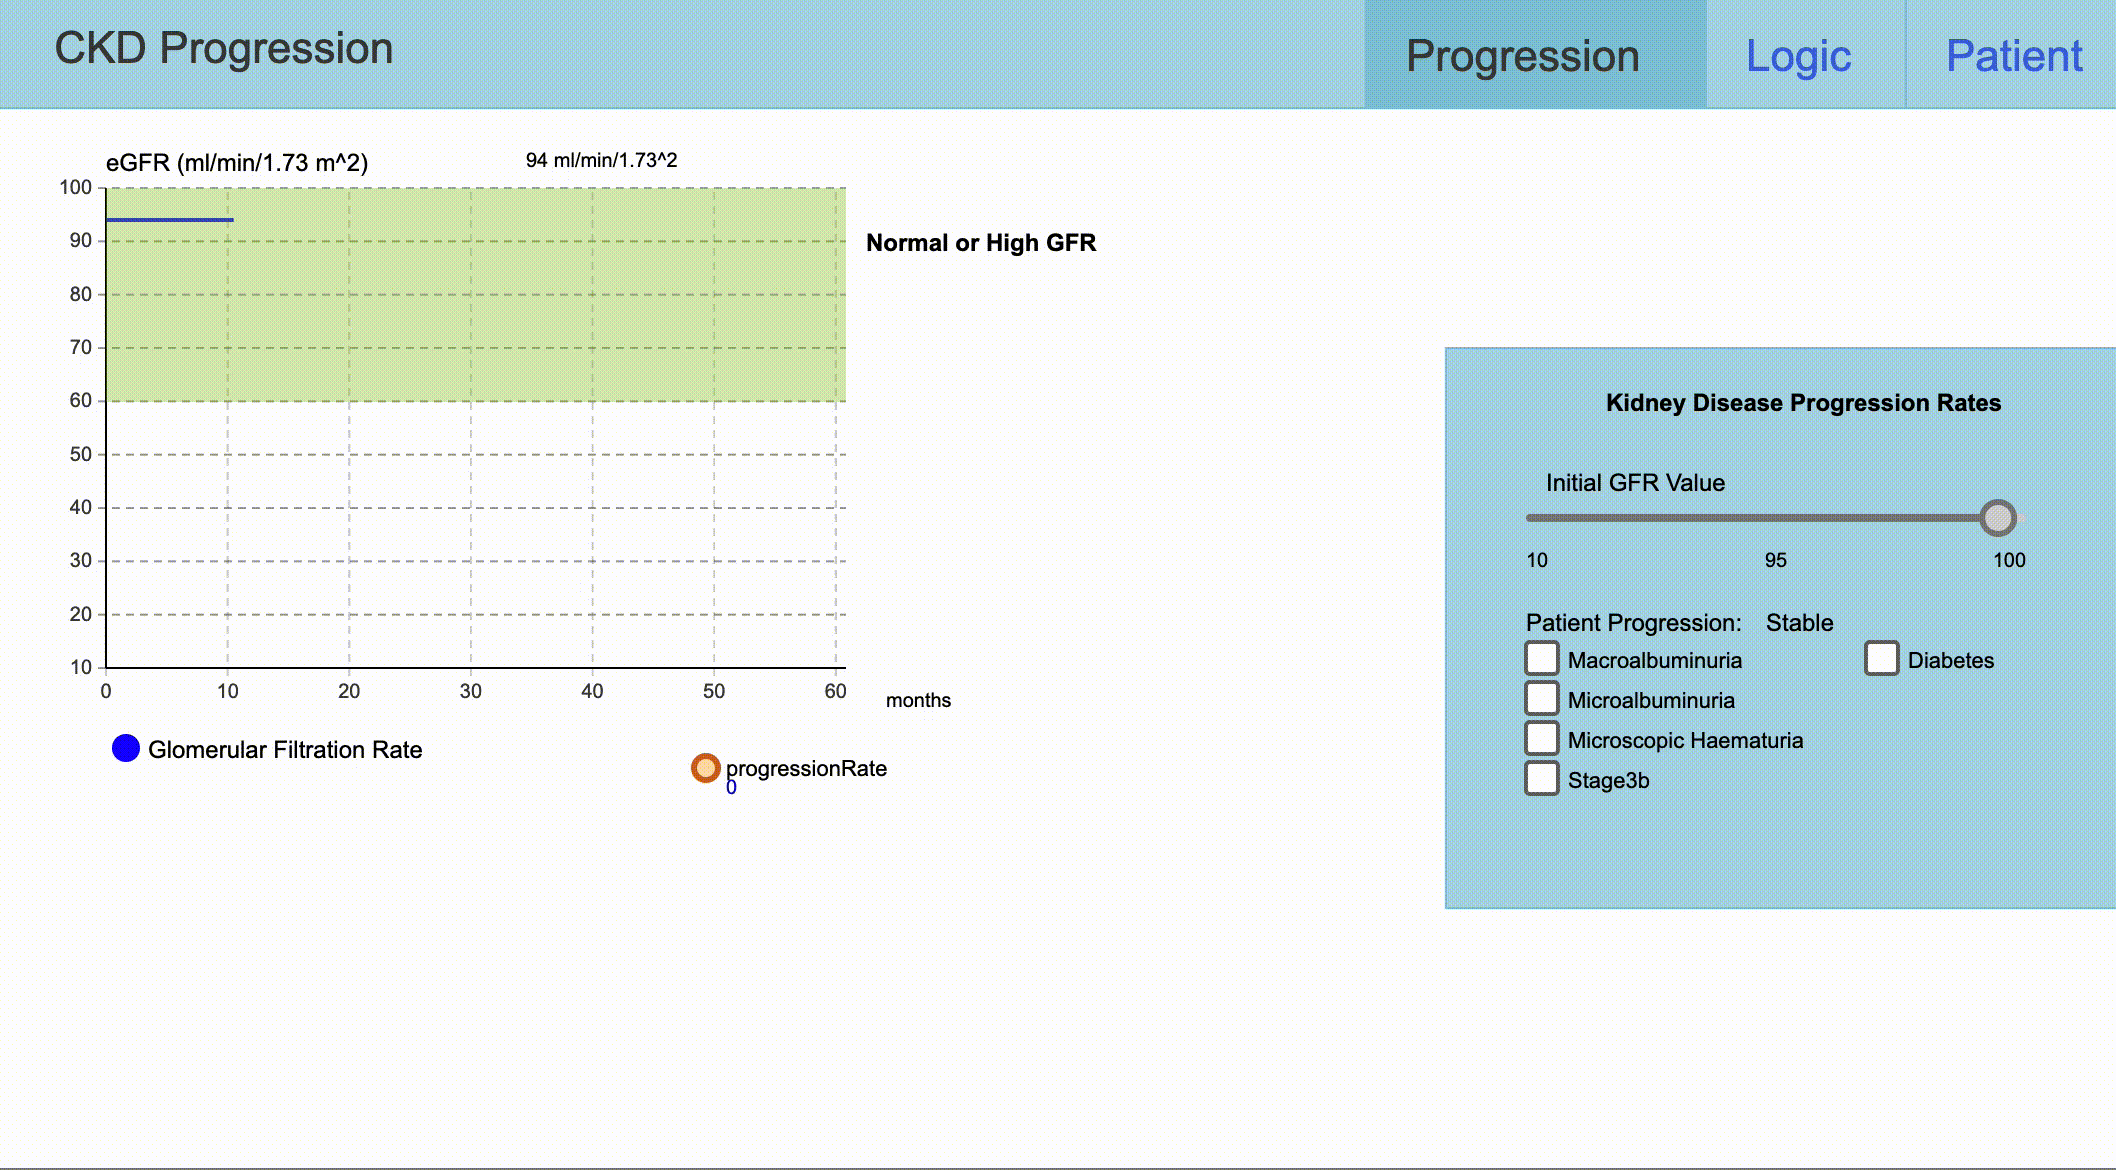 CKD Progression
Progression
Logic
Patient
eGFR (ml/min/1.73 m^2)
94 ml/min/1.73^2
100
90
80
70
60
50
40
30
20
10
Normal or High GFR
0 10 20 30 40 50 60
months
Glomerular Filtration Rate
progressionRate
0
Kidney Disease Progression Rates
Initial GFR Value
10 95 100
Patient Progression: Stable
Macroalbuminuria Diabetes
Microalbuminuria
Microscopic Haematuria
Stage3b